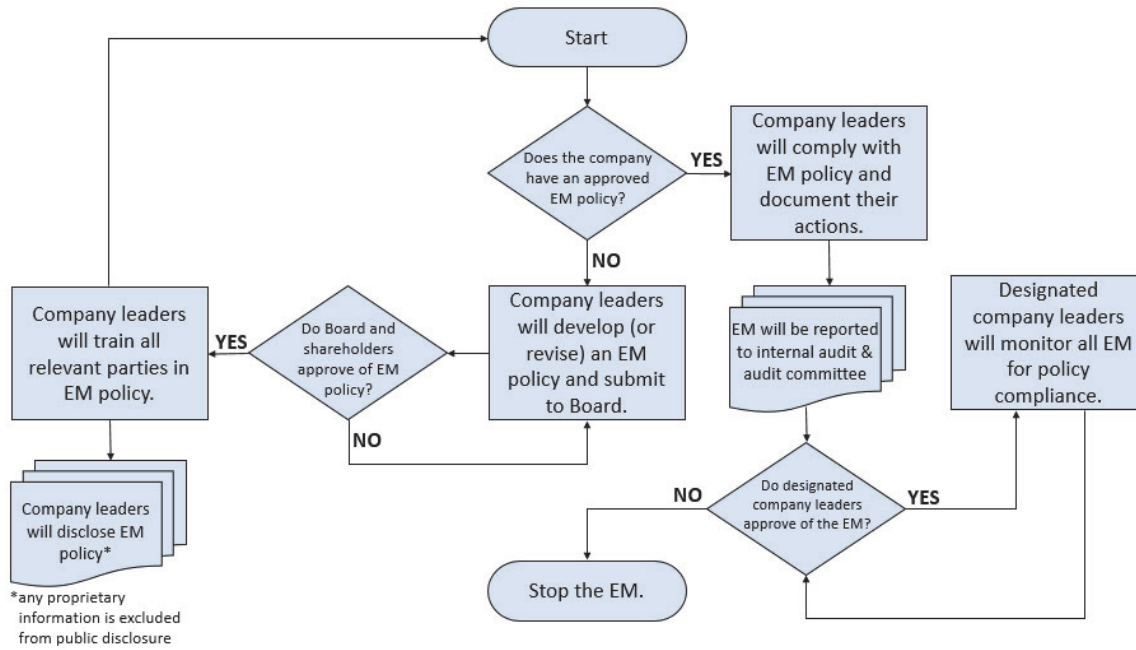 Start
Does the company
have an approved
EM policy?
YES
Company leaders
will comply with
EM policy and
document their
actions.
NO
Company leaders
will train all
relevant parties in
EM policy.
YES
Do Board and
shareholders
approve of EM
policy?
NO
Company leaders
will develop (or
revise) an EM
policy and submit
to Board.
EM will be reported
to internal audit &
audit committee
Designated
company leaders
will monitor all EM
for policy
compliance.
Company leaders
will disclose EM
policy*
*any proprietary
information is excluded
from public disclosure
NO
Do designated
company leaders
approve of the EM?
YES
Stop the EM.